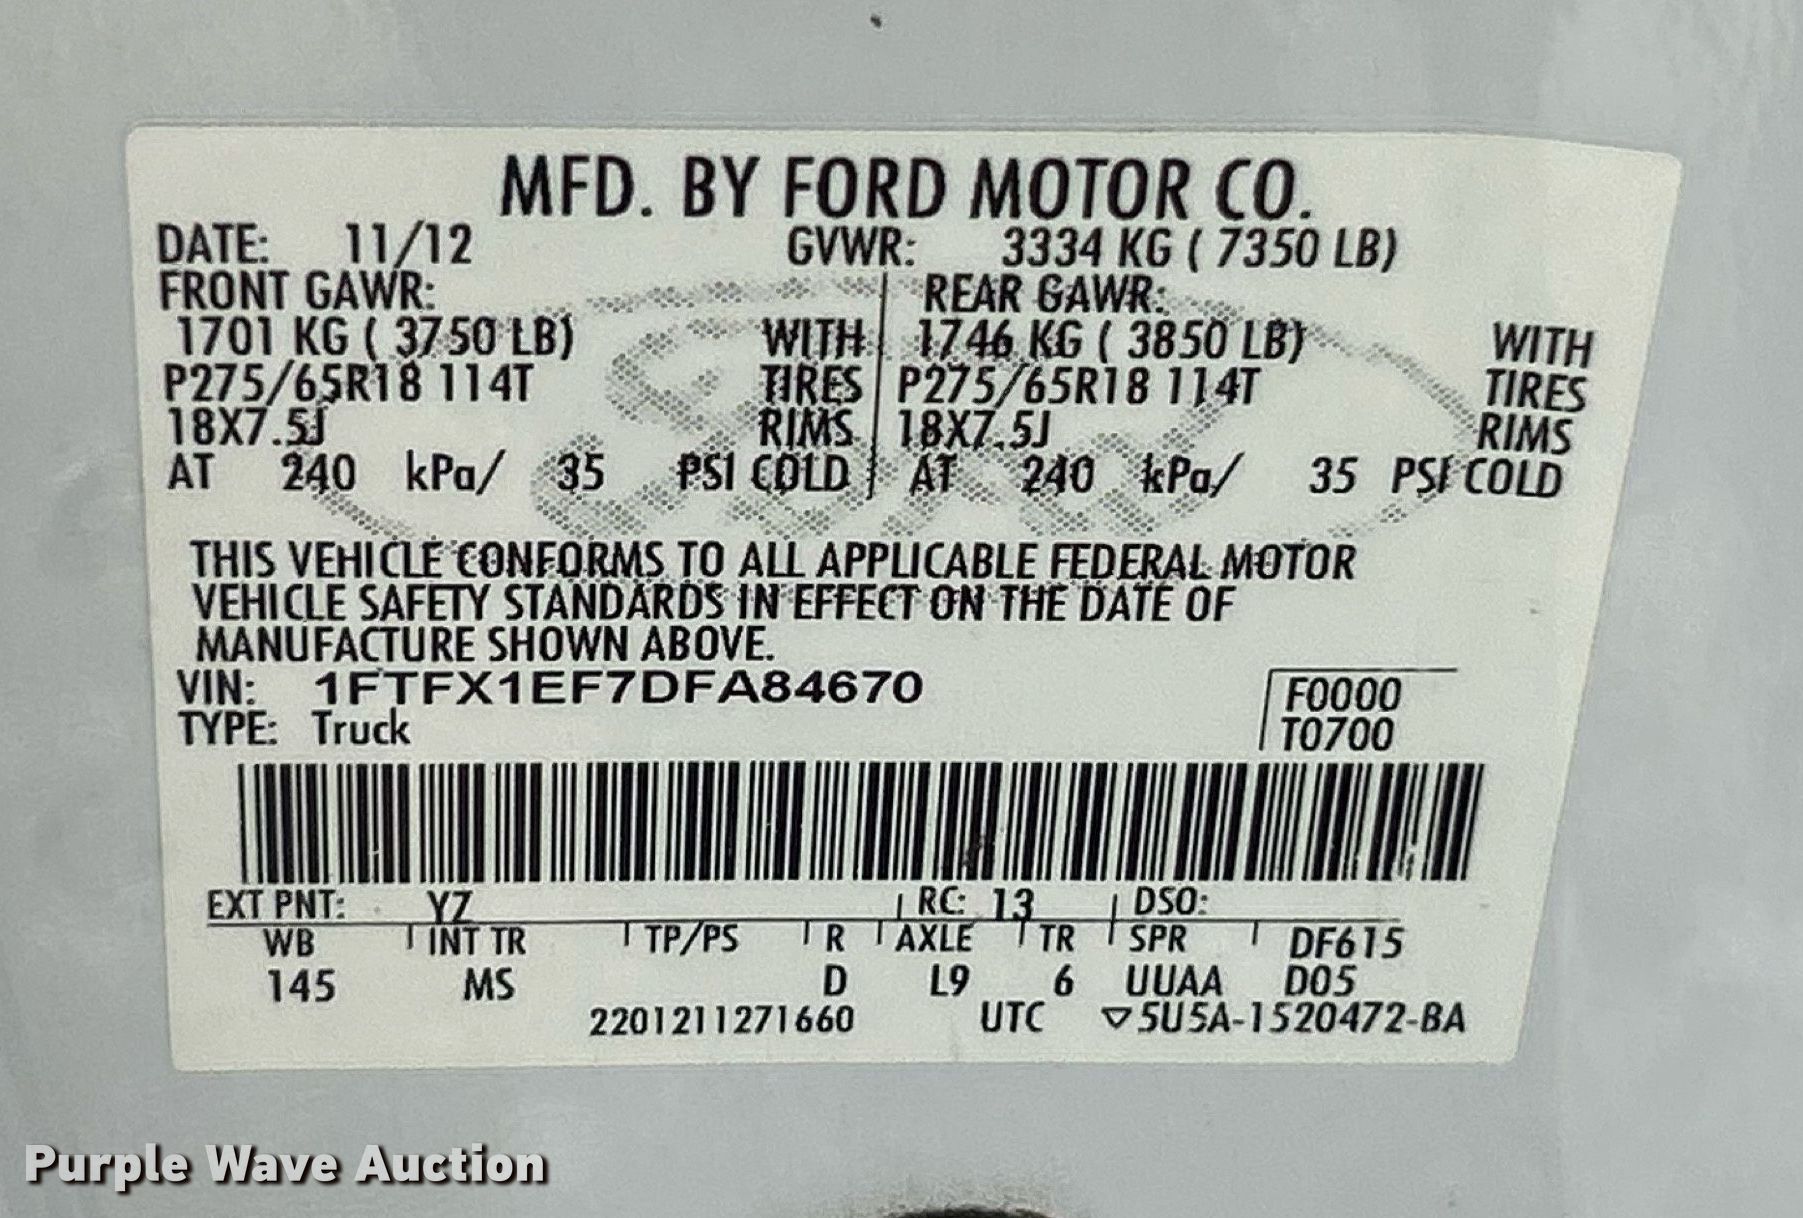 MFD. BY FORD MOTOR CO.
DATE: 11/12 GVWR: 3334 KG ( 7350 LB)
FRONT GAWR: REAR GAWR:
1701 KG ( 3750 LB) WITH 1746 KG ( 3850 LB) WITH
P275/65R18 114T TIRES P275/65R18 114T TIRES
18X7.5J RIMS 18X7.5J RIMS
AT 240 kPa/ 35 PSI COLD AT 240 kPa/ 35 PSI COLD
THIS VEHICLE CONFORMS TO ALL APPLICABLE FEDERAL MOTOR
VEHICLE SAFETY STANDARDS IN EFFECT ON THE DATE OF
MANUFACTURE SHOWN ABOVE.
VIN: 1FTFX1EF7DFA84670 F0000
TYPE: Truck T0700
EXT PNT: YZ RC: 13 DSO:
WB INT TR TP/PS R AXLE TR SPR DF615
145 MS D L9 6 UUAA D05
2201211271660 UTC ▽5U5A-1520472-BA
Purple Wave Auction